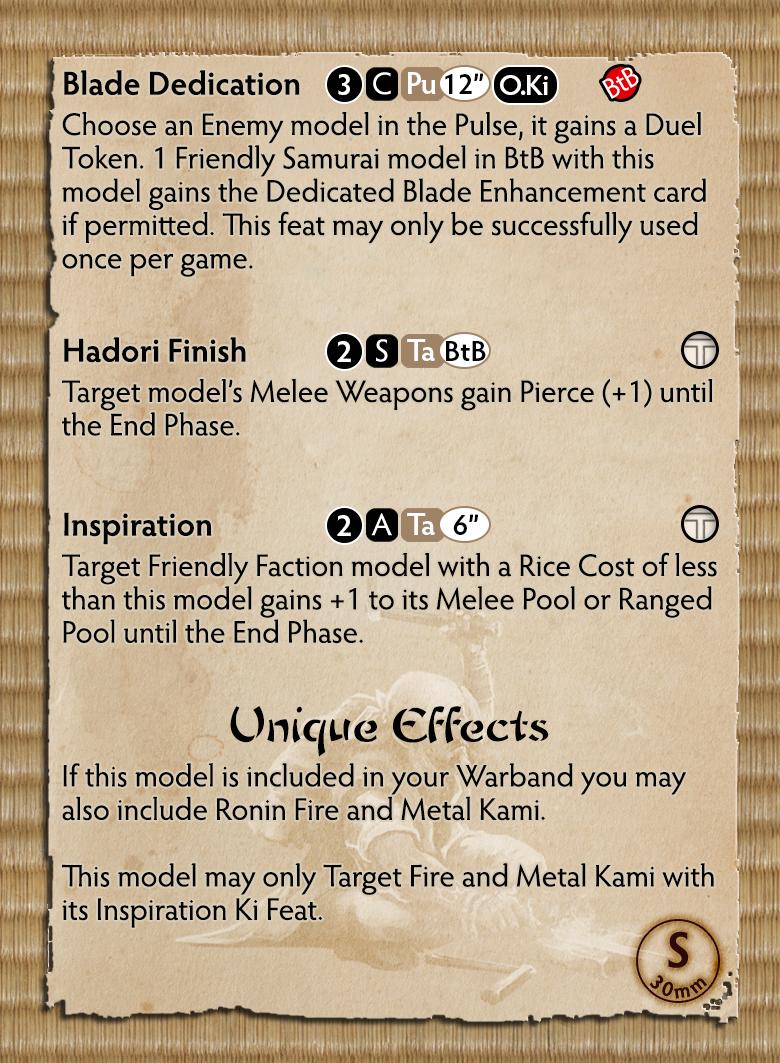 Blade Dedication 3 C Pu 12" O.Ki BtB
Choose an Enemy model in the Pulse, it gains a Duel
Token. 1 Friendly Samurai model in BtB with this
model gains the Dedicated Blade Enhancement card
if permitted. This feat may only be successfully used
once per game.
Hadori Finish 2 S Ta BtB T
Target model's Melee Weapons gain Pierce (+1) until
the End Phase.
Inspiration 2 A Ta 6" T
Target Friendly Faction model with a Rice Cost of less
than this model gains +1 to its Melee Pool or Ranged
Pool until the End Phase.
Unique Effects
If this model is included in your Warband you may
also include Ronin Fire and Metal Kami.
This model may only Target Fire and Metal Kami with
its Inspiration Ki Feat.
S
30mm